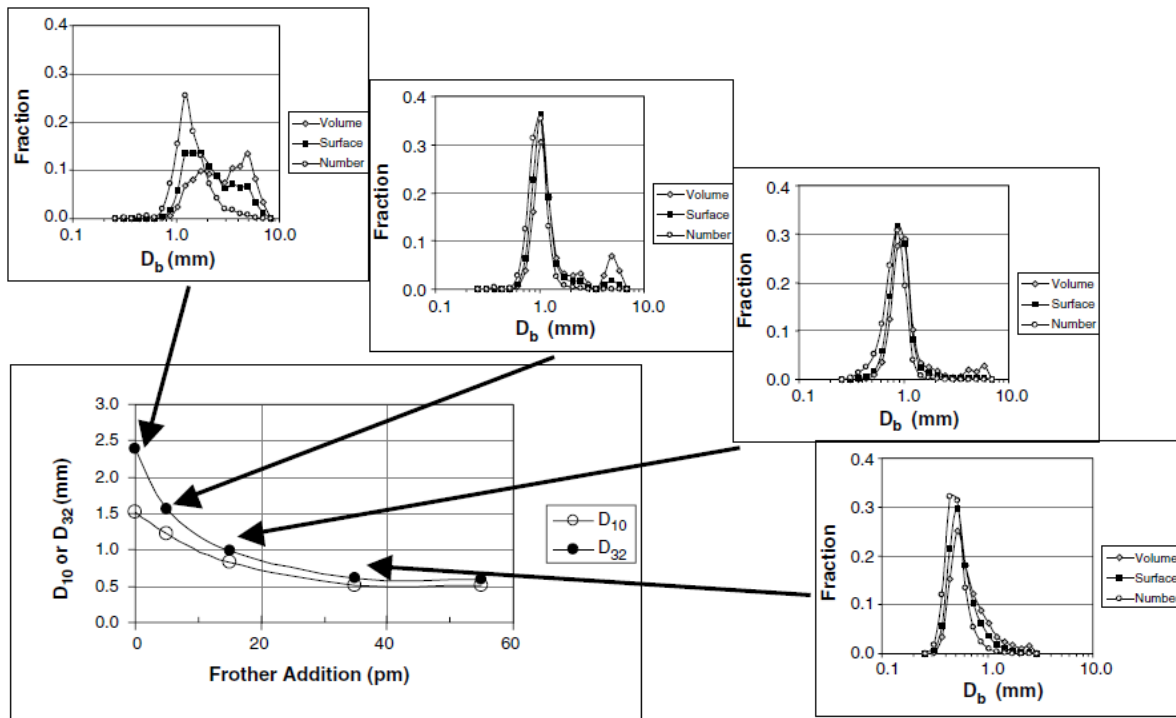 Fraction
0.4
0.3
0.2
0.1
0.0
0.1
1.0
10.0
Db (mm)
Volume
Surface
Number
Fraction
0.4
0.3
0.2
0.1
0.0
0.1
1.0
10.0
Db (mm)
Volume
Surface
Number
Fraction
0.4
0.3
0.2
0.1
0.0
0.1
1.0
10.0
Db (mm)
Volume
Surface
Number
D10 or D32 (mm)
3.0
2.5
2.0
1.5
1.0
0.5
0.0
0
20
40
60
Frother Addition (pm)
D10
D32
Fraction
0.4
0.3
0.2
0.1
0.0
0.1
1.0
10.0
Db (mm)
Volume
Surface
Number